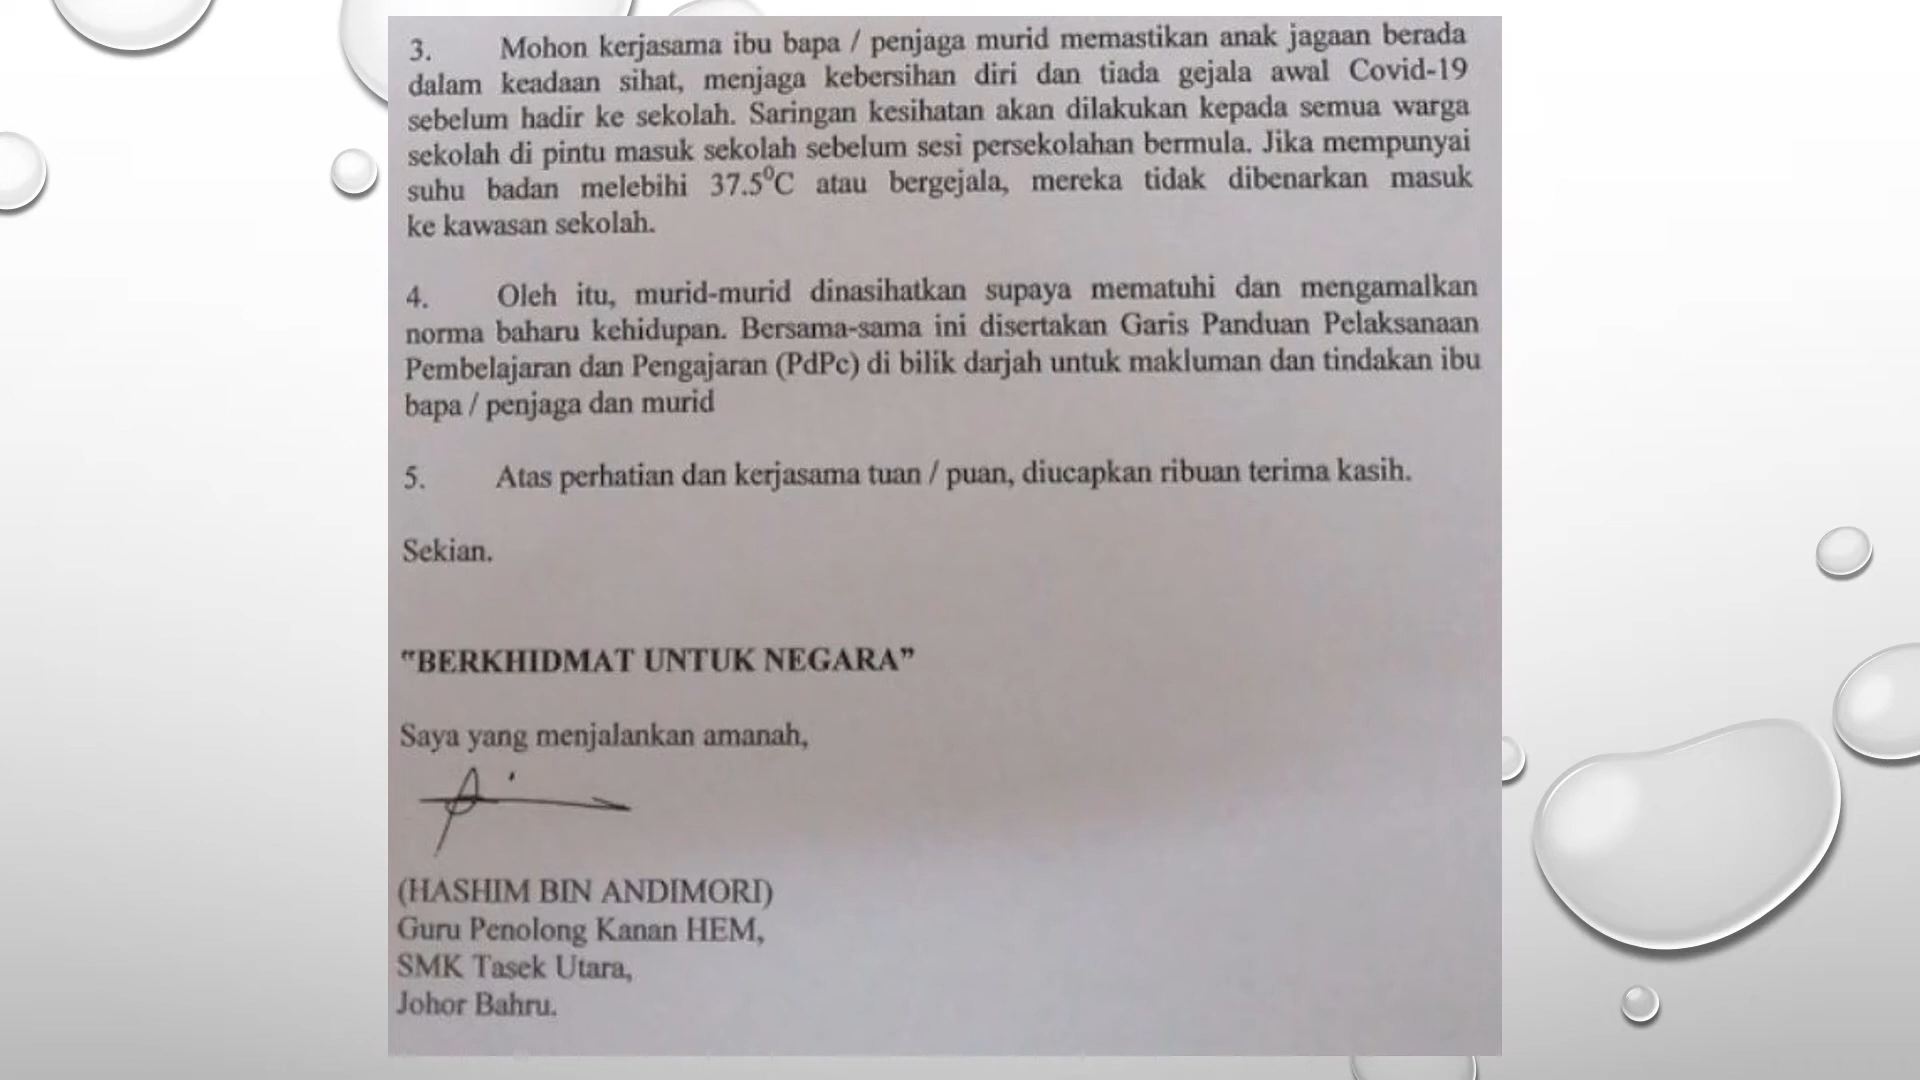 3. Mohon kerjasama ibu bapa / penjaga murid memastikan anak jagaan berada
dalam keadaan sihat, menjaga kebersihan diri dan tiada gejala awal Covid-19
sebelum hadir ke sekolah. Saringan kesihatan akan dilakukan kepada semua warga
sekolah di pintu masuk sekolah sebelum sesi persekolahan bermula. Jika mempunyai
suhu badan melebihi 37.5⁰C atau bergejala, mereka tidak dibenarkan masuk
ke kawasan sekolah.
4. Oleh itu, murid-murid dinasihatkan supaya mematuhi dan mengamalkan
norma baharu kehidupan. Bersama-sama ini disertakan Garis Panduan Pelaksanaan
Pembelajaran dan Pengajaran (PdPc) di bilik darjah untuk makluman dan tindakan ibu
bapa / penjaga dan murid
5. Atas perhatian dan kerjasama tuan / puan, diucapkan ribuan terima kasih.
Sekian.
"BERKHIDMAT UNTUK NEGARA"
Saya yang menjalankan amanah,
(HASHIM BIN ANDIMORI)
Guru Penolong Kanan HEM,
SMK Tasek Utara,
Johor Bahru.